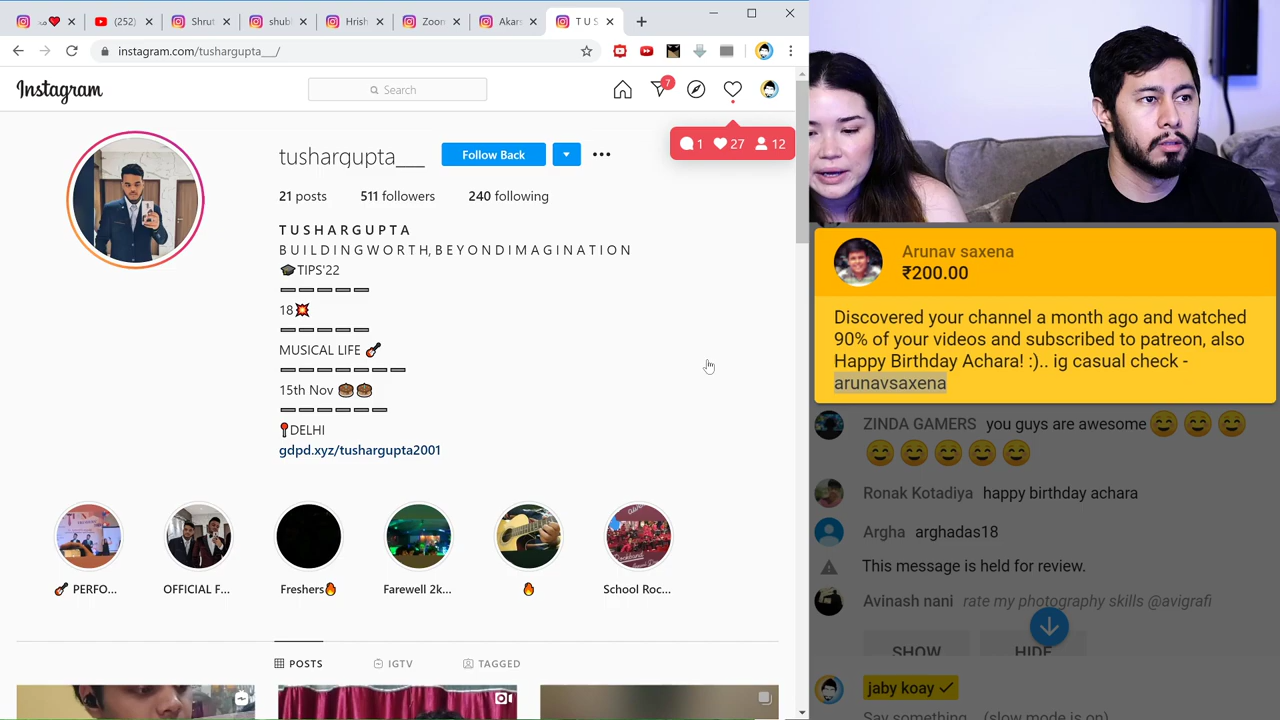 ka❤
(252)
Shrut
shubl
Hrish
Zoon
Akars
T U S
instagram.com/tushargupta___/
Instagram
Search
7
1 27 12
tushargupta___
Follow Back
21 posts 511 followers 240 following
T U S H A R G U P T A
B U I L D I N G W O R T H, B E Y O N D I M A G I N A T I O N
🎓TIPS'22
18💥
MUSICAL LIFE 🎸
15th Nov 🎂🎂
📍DELHI
gdpd.xyz/tushargupta2001
🎸 PERFO...
OFFICIAL F...
Freshers🔥
Farewell 2k...
🔥
School Roc...
POSTS
IGTV
TAGGED
Arunav saxena
₹200.00
Discovered your channel a month ago and watched
90% of your videos and subscribed to patreon, also
Happy Birthday Achara! :).. ig casual check -
arunavsaxena
ZINDA GAMERS you guys are awesome 😊 😊 😊
😊 😊 😊 😊 😊
Ronak Kotadiya happy birthday achara
Argha arghadas18
This message is held for review.
Avinash nani rate my photography skills @avigrafi
SHOW HIDE
jaby koay ✓
Say something... (slow mode is on)